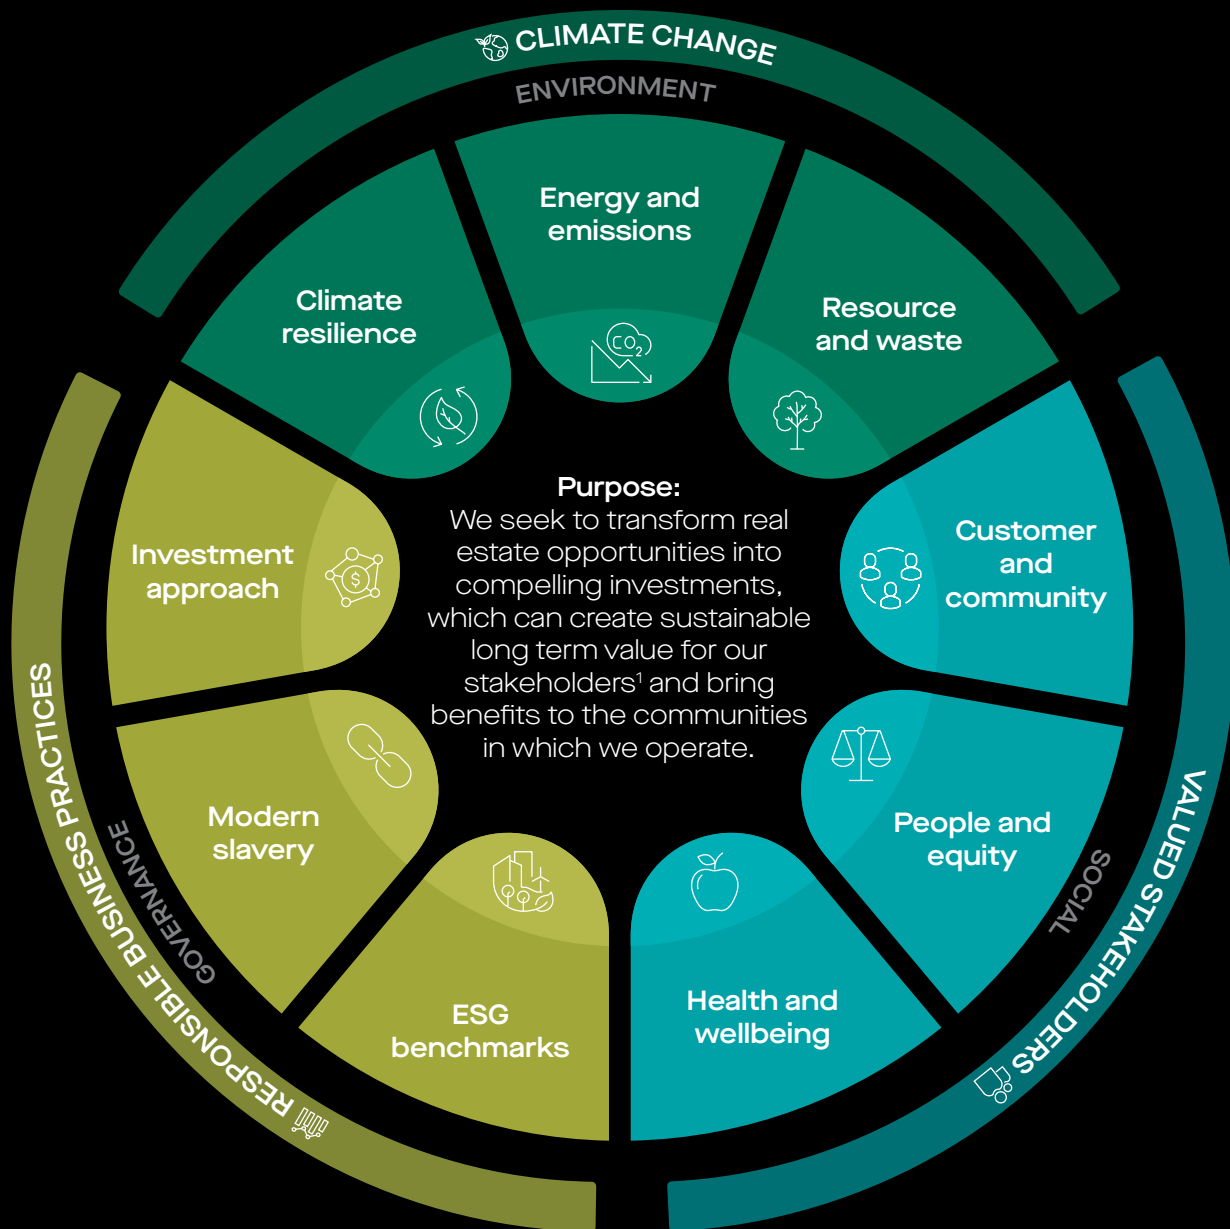 CLIMATE CHANGE
ENVIRONMENT
Energy and
emissions
CO2
Climate
resilience
Resource
and waste
Investment
approach
$
Customer
and
community
Purpose:
We seek to transform real
estate opportunities into
compelling investments,
which can create sustainable
long term value for our
stakeholders¹ and bring
benefits to the communities
in which we operate.
Modern
slavery
People and
equity
ESG
benchmarks
Health and
wellbeing
RESPONSIBLE BUSINESS PRACTICES
GOVERNANCE
SOCIAL
VALUED STAKEHOLDERS